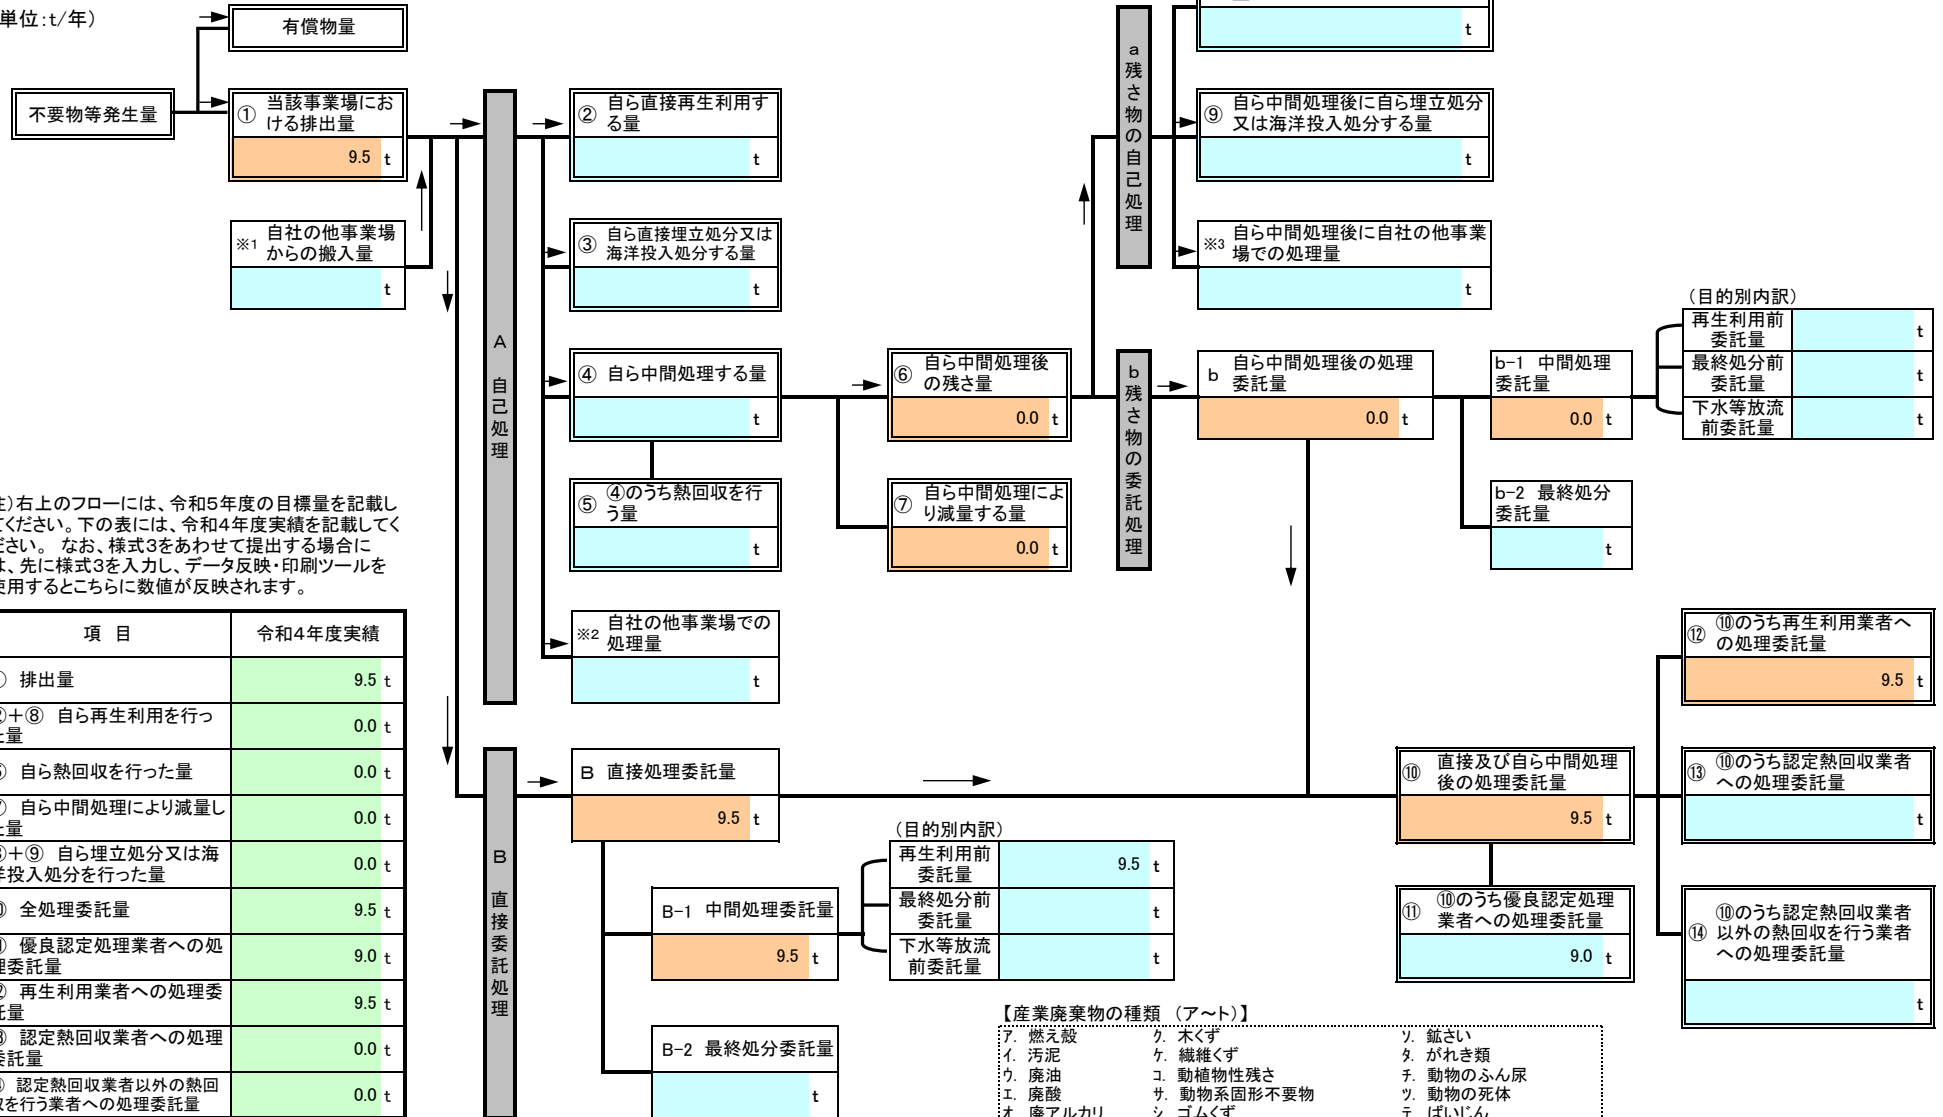 単位:t/年)
有償物量
t
不要物等発生量
① 当該事業場にお
ける排出量
9.5 t
※1 自社の他事業場
からの搬入量
t
A 自己処理
② 自ら直接再生利用す
る量
t
③ 自ら直接埋立処分又は
海洋投入処分する量
t
④ 自ら中間処理する量
t
⑤ ④のうち熱回収を行
う量
t
※2 自社の他事業場での
処理量
t
⑥ 自ら中間処理後
の残さ量
0.0 t
⑦ 自ら中間処理によ
り減量する量
0.0 t
a 残さ物の自己処理
⑨ 自ら中間処理後に自ら埋立処分
又は海洋投入処分する量
t
※3 自ら中間処理後に自社の他事業
場での処理量
t
b 残さ物の委託処理
b 自ら中間処理後の処理
委託量
0.0 t
b-1 中間処理
委託量
0.0 t
b-2 最終処分
委託量
t
(目的別内訳)
再生利用前
委託量 t
最終処分前
委託量 t
下水等放流
前委託量 t
)右上のフローには、令和5年度の目標量を記載し
てください。下の表には、令和4年度実績を記載してく
ださい。 なお、様式3をあわせて提出する場合に
は、先に様式3を入力し、データ反映・印刷ツールを
使用するとこちらに数値が反映されます。
項 目 令和4年度実績
排出量 9.5 t
+⑧ 自ら再生利用を行っ
た量 0.0 t
自ら熱回収を行った量 0.0 t
自ら中間処理により減量し
た量 0.0 t
+⑨ 自ら埋立処分又は海
洋投入処分を行った量 0.0 t
全処理委託量 9.5 t
優良認定処理業者への処
理委託量 9.0 t
再生利用業者への処理委
託量 9.5 t
認定熱回収業者への処理
委託量 0.0 t
認定熱回収業者以外の熱回
収を行う業者への処理委託量 0.0 t
B 直接委託処理
B 直接処理委託量
9.5 t
B-1 中間処理委託量
9.5 t
B-2 最終処分委託量
t
(目的別内訳)
再生利用前
委託量 9.5 t
最終処分前
委託量 t
下水等放流
前委託量 t
⑩ 直接及び自ら中間処理
後の処理委託量
9.5 t
⑪ ⑩のうち優良認定処理
業者への処理委託量
9.0 t
⑫ ⑩のうち再生利用業者へ
の処理委託量
9.5 t
⑬ ⑩のうち認定熱回収業者
への処理委託量
t
⑭ ⑩のうち認定熱回収業者
以外の熱回収を行う業者
への処理委託量
t
【産業廃棄物の種類 (ア~ト)】
ア. 燃え殻 ク. 木くず ソ. 鉱さい
イ. 汚泥 ケ. 繊維くず タ. がれき類
ウ. 廃油 コ. 動植物性残さ チ. 動物のふん尿
エ. 廃酸 サ. 動物系固形不要物 ツ. 動物の死体
オ. 廃アルカリ シ. ゴムくず テ. ばいじん